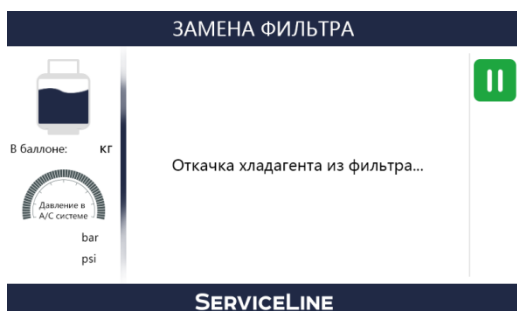 ЗАМЕНА ФИЛЬТРА
В баллоне: кг
Давление в
A/C системе
bar
psi
Откачка хладагента из фильтра...
SERVICELINE